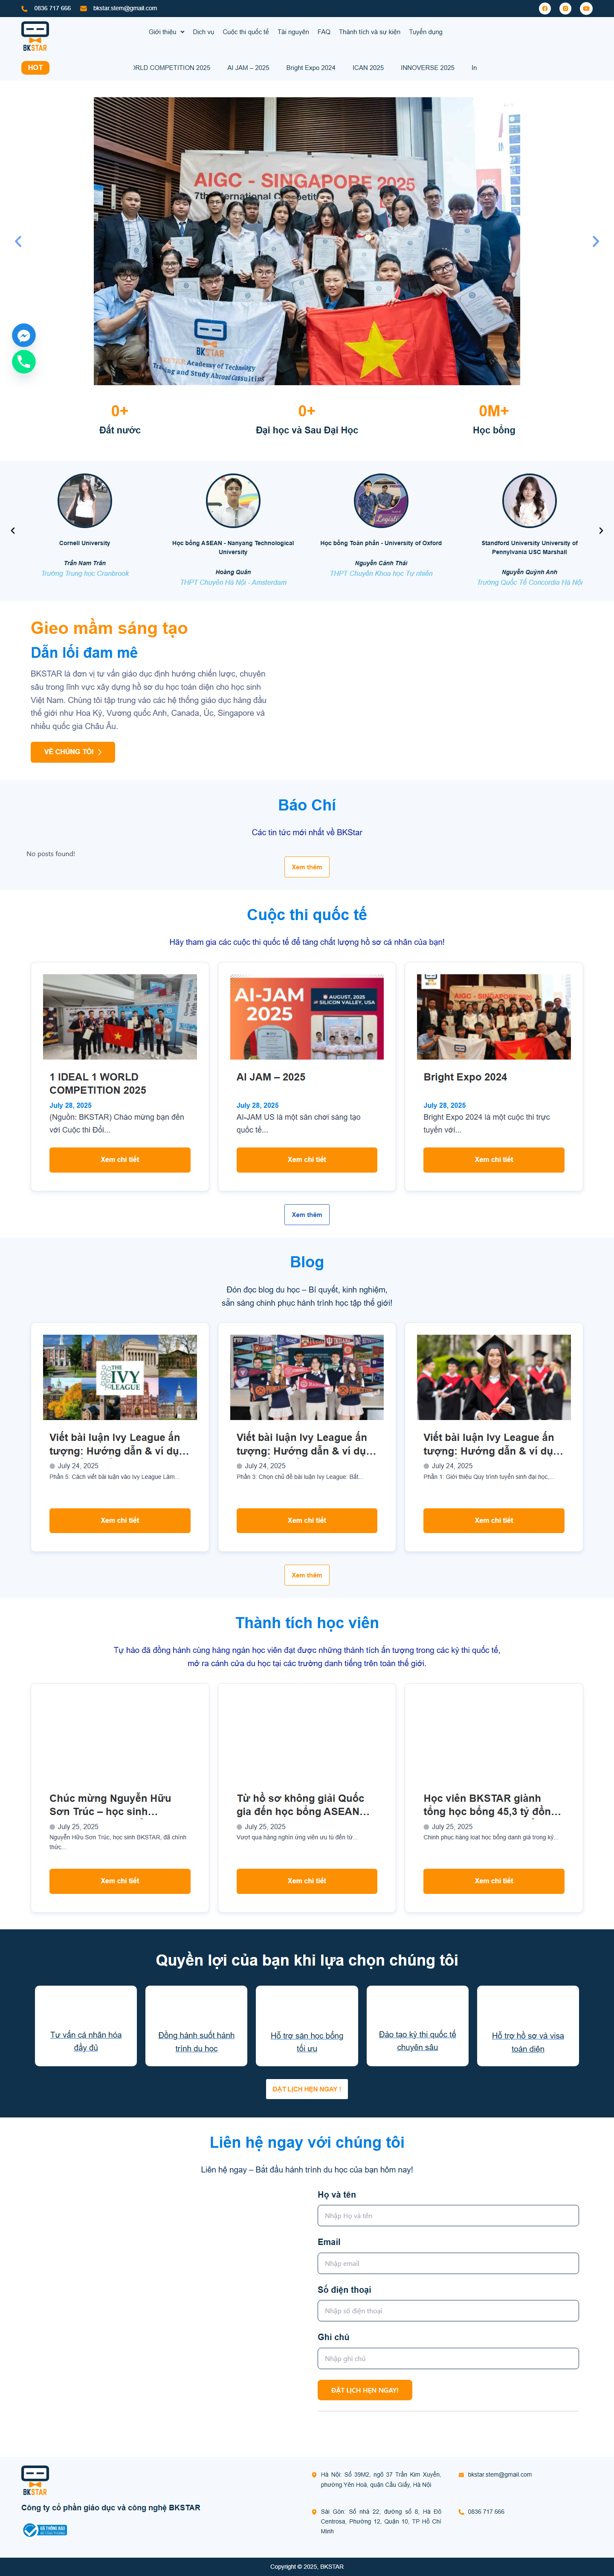 0836 717 666
bkstar.stem@gmail.com
BKSTAR
Giới thiệu
Dịch vụ
Cuộc thi quốc tế
Tài nguyên
FAQ
Thành tích và sự kiện
Tuyển dụng
HOT
ORLD COMPETITION 2025
AI JAM – 2025
Bright Expo 2024
ICAN 2025
INNOVERSE 2025
In
AIGC - SINGAPORE 2025
7th International Competition
BKSTAR
BKSTAR Academy of Technology
Training and Study Abroad Consulting
0+
Đất nước
0+
Đại học và Sau Đại Học
0M+
Học bổng
Cornell University
Trần Nam Trân
Trường Trung học Cranbrook
Học bổng ASEAN - Nanyang Technological
University
Hoàng Quân
THPT Chuyên Hà Nội - Amsterdam
Học bổng Toàn phần - University of Oxford
Nguyễn Cảnh Thái
THPT Chuyên Khoa học Tự nhiên
Standford University University of
Pennylvania USC Marshall
Nguyễn Quỳnh Anh
Trường Quốc Tế Concordia Hà Nội
Gieo mầm sáng tạo
Dẫn lối đam mê
BKSTAR là đơn vị tư vấn giáo dục định hướng chiến lược, chuyên
sâu trong lĩnh vực xây dựng hồ sơ du học toàn diện cho học sinh
Việt Nam. Chúng tôi tập trung vào các hệ thống giáo dục hàng đầu
thế giới như Hoa Kỳ, Vương quốc Anh, Canada, Úc, Singapore và
nhiều quốc gia Châu Âu.
VỀ CHÚNG TÔI
Báo Chí
Các tin tức mới nhất về BKStar
No posts found!
Xem thêm
Cuộc thi quốc tế
Hãy tham gia các cuộc thi quốc tế để tăng chất lượng hồ sơ cá nhân của bạn!
1 IDEAL 1 WORLD
COMPETITION 2025
July 28, 2025
(Nguồn: BKSTAR) Chào mừng bạn đến
với Cuộc thi Đổi...
Xem chi tiết
AI-JAM
2025
AUGUST, 2025
SILICON VALLEY, USA
AI JAM – 2025
July 28, 2025
AI-JAM US là một sân chơi sáng tạo
quốc tế...
Xem chi tiết
AIGC - SINGAPORE 2025
Bright Expo 2024
July 28, 2025
Bright Expo 2024 là một cuộc thi trực
tuyến với...
Xem chi tiết
Xem thêm
Blog
Đón đọc blog du học – Bí quyết, kinh nghiệm,
sẵn sàng chinh phục hành trình học tập thế giới!
THE
IVY
LEAGUE
Viết bài luận Ivy League ấn
tượng: Hướng dẫn & ví dụ...
July 24, 2025
Phần 5: Cách viết bài luận vào Ivy League Làm...
Xem chi tiết
Viết bài luận Ivy League ấn
tượng: Hướng dẫn & ví dụ...
July 24, 2025
Phần 3: Chọn chủ đề bài luận Ivy League: Bắt...
Xem chi tiết
Viết bài luận Ivy League ấn
tượng: Hướng dẫn & ví dụ...
July 24, 2025
Phần 1: Giới thiệu Quy trình tuyển sinh đại học,...
Xem chi tiết
Xem thêm
Thành tích học viên
Tự hào đã đồng hành cùng hàng ngàn học viên đạt được những thành tích ấn tượng trong các kỳ thi quốc tế,
mở ra cánh cửa du học tại các trường danh tiếng trên toàn thế giới.
Chúc mừng Nguyễn Hữu
Sơn Trúc – học sinh...
July 25, 2025
Nguyễn Hữu Sơn Trúc, học sinh BKSTAR, đã chính
thức...
Xem chi tiết
Từ hồ sơ không giải Quốc
gia đến học bổng ASEAN...
July 25, 2025
Vượt qua hàng nghìn ứng viên ưu tú đến từ...
Xem chi tiết
Học viên BKSTAR giành
tổng học bổng 45,3 tỷ đồn...
July 25, 2025
Chinh phục hàng loạt học bổng danh giá trong kỳ...
Xem chi tiết
Quyền lợi của bạn khi lựa chọn chúng tôi
Tư vấn cá nhân hóa
đầy đủ
Đồng hành suốt hành
trình du học
Hỗ trợ săn học bổng
tối ưu
Đào tạo kỳ thi quốc tế
chuyên sâu
Hỗ trợ hồ sơ và visa
toàn diện
ĐẶT LỊCH HẸN NGAY !
Liên hệ ngay với chúng tôi
Liên hệ ngay – Bắt đầu hành trình du học của bạn hôm nay!
Họ và tên
Nhập Họ và tên
Email
Nhập email
Số điện thoại
Nhập số điện thoại
Ghi chú
Nhập ghi chú
ĐẶT LỊCH HẸN NGAY!
BKSTAR
Công ty cổ phần giáo dục và công nghệ BKSTAR
ĐÃ THÔNG BÁO
Hà Nội: Số 39M2, ngõ 37 Trần Kim Xuyến,
phường Yên Hoà, quận Cầu Giấy, Hà Nội
Sài Gòn: Số nhà 22, đường số 8, Hà Đô
Centrosa, Phường 12, Quận 10, TP Hồ Chí
Minh
bkstar.stem@gmail.com
0836 717 666
Copyright © 2025, BKSTAR